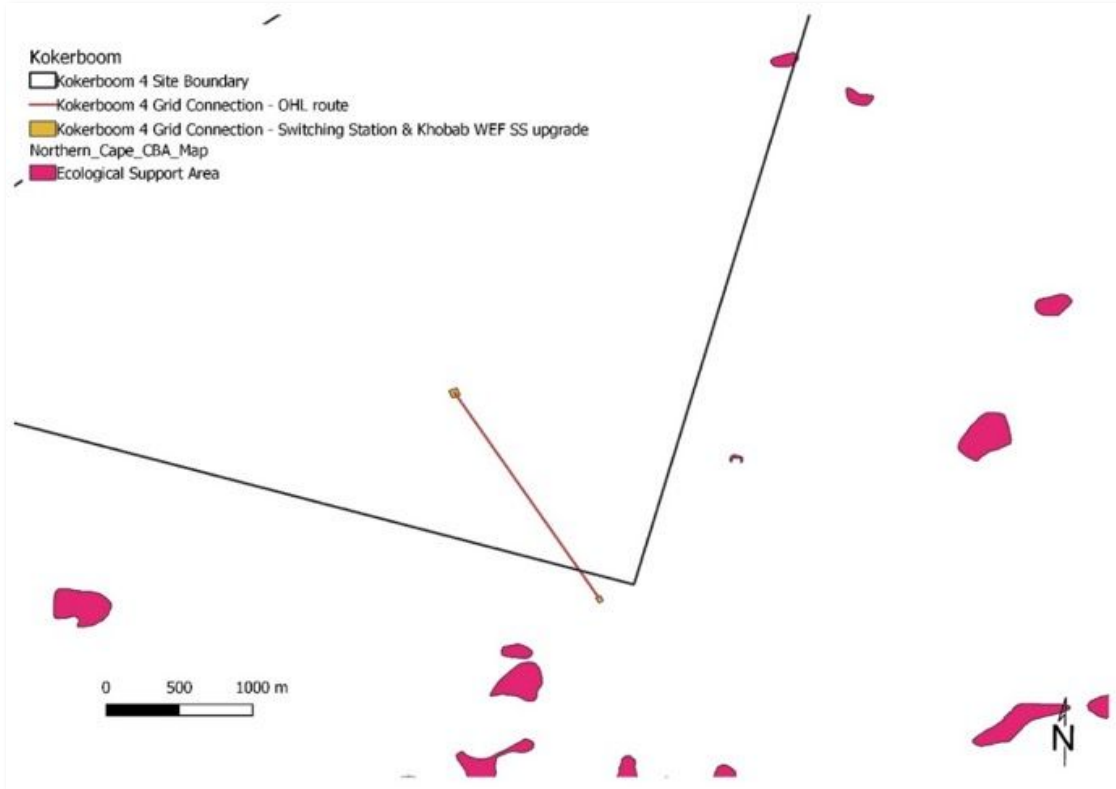 Kokerboom
Kokerboom 4 Site Boundary
Kokerboom 4 Grid Connection - OHL route
Kokerboom 4 Grid Connection - Switching Station & Khobab WEF SS upgrade
Northern_Cape_CBA_Map
Ecological Support Area
0 500 1000 m
N